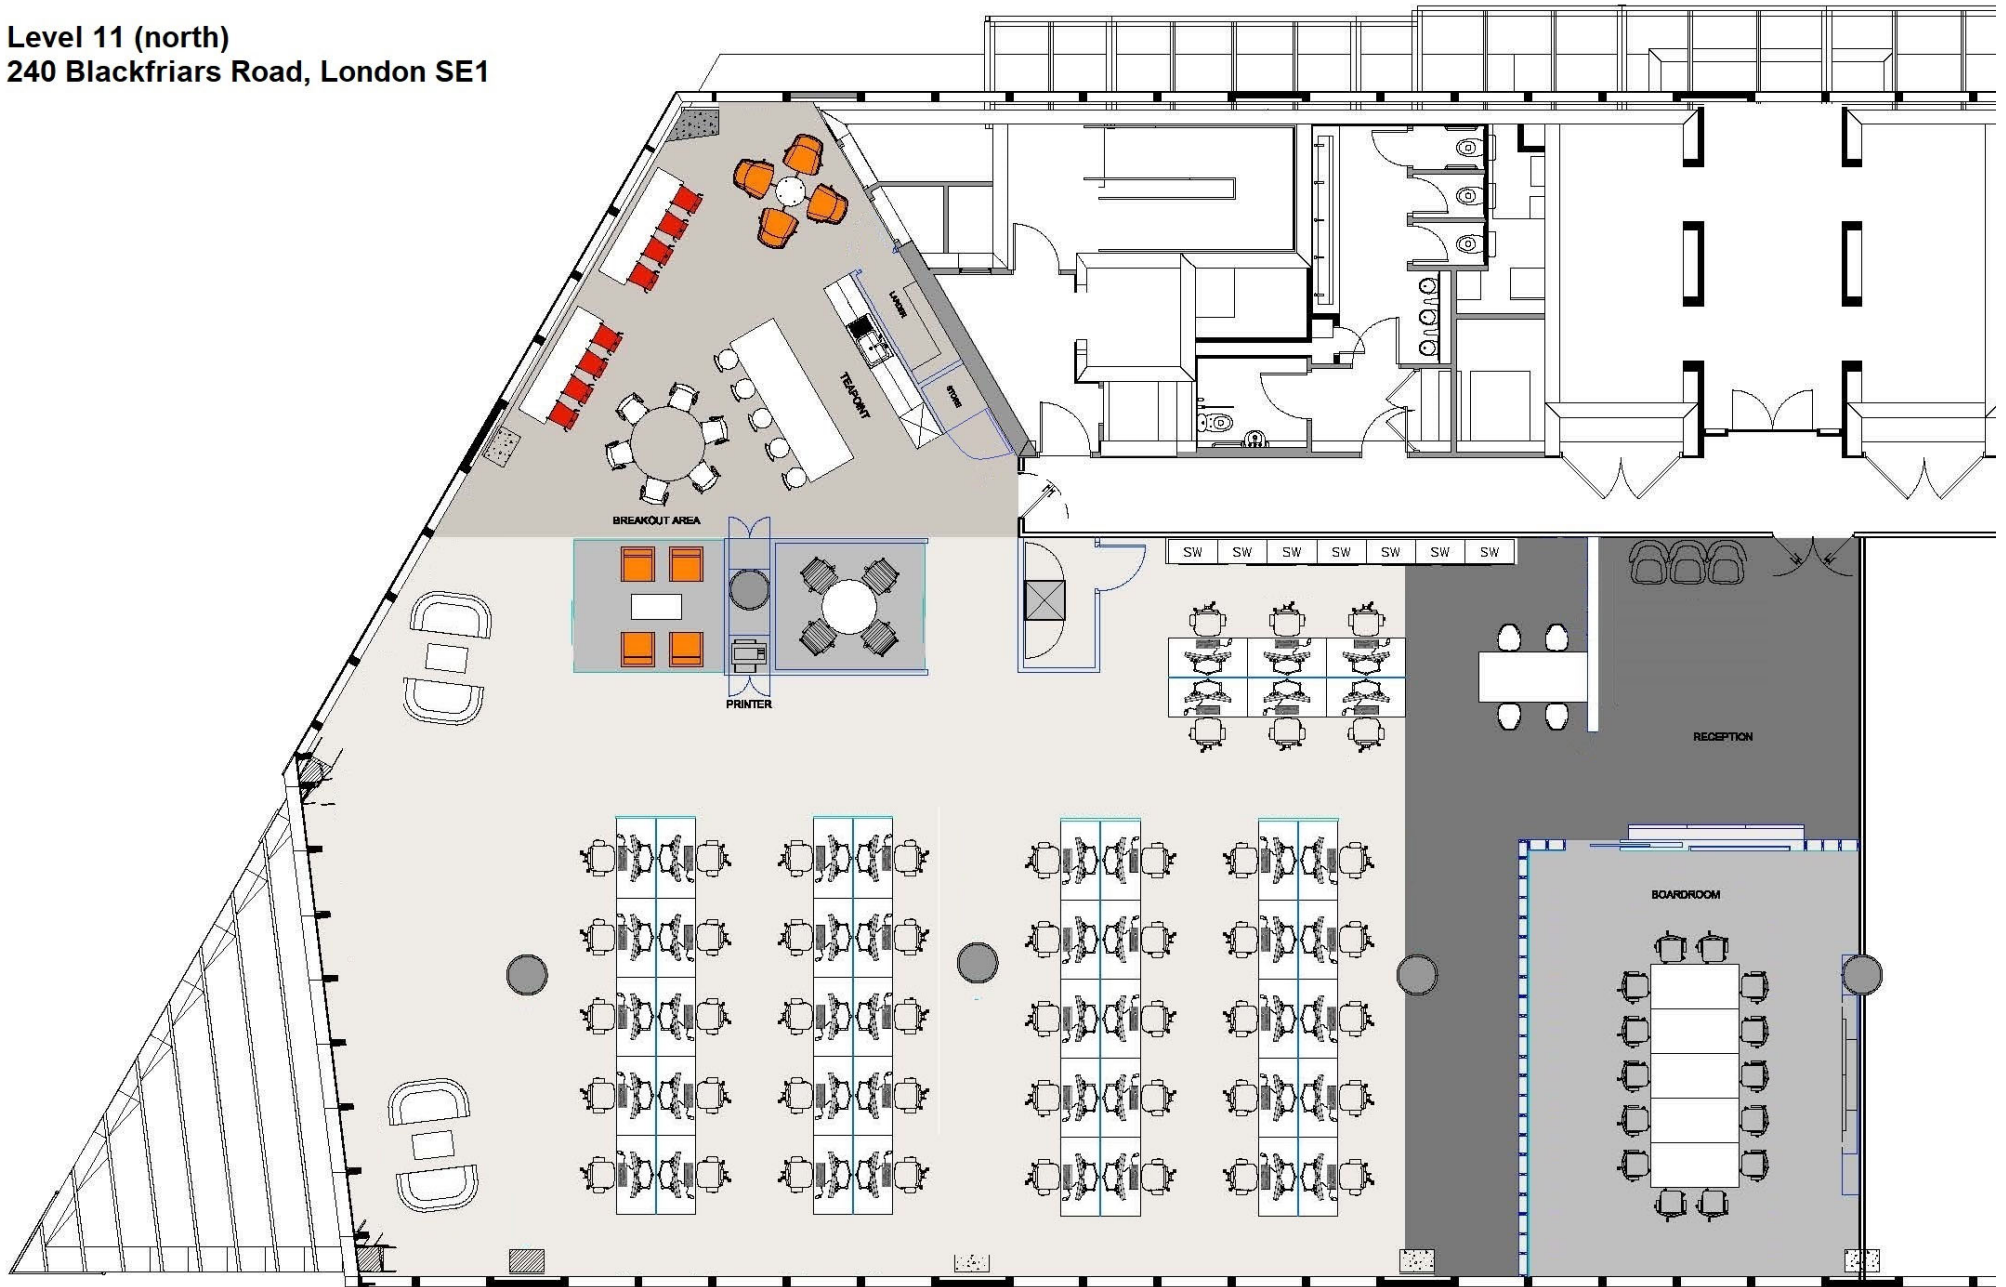 Level 11 (north)
240 Blackfriars Road, London SE1
LARDER
STORE
TEAPOINT
BREAKOUT AREA
SW SW SW SW SW SW SW
PRINTER
RECEPTION
BOARDROOM